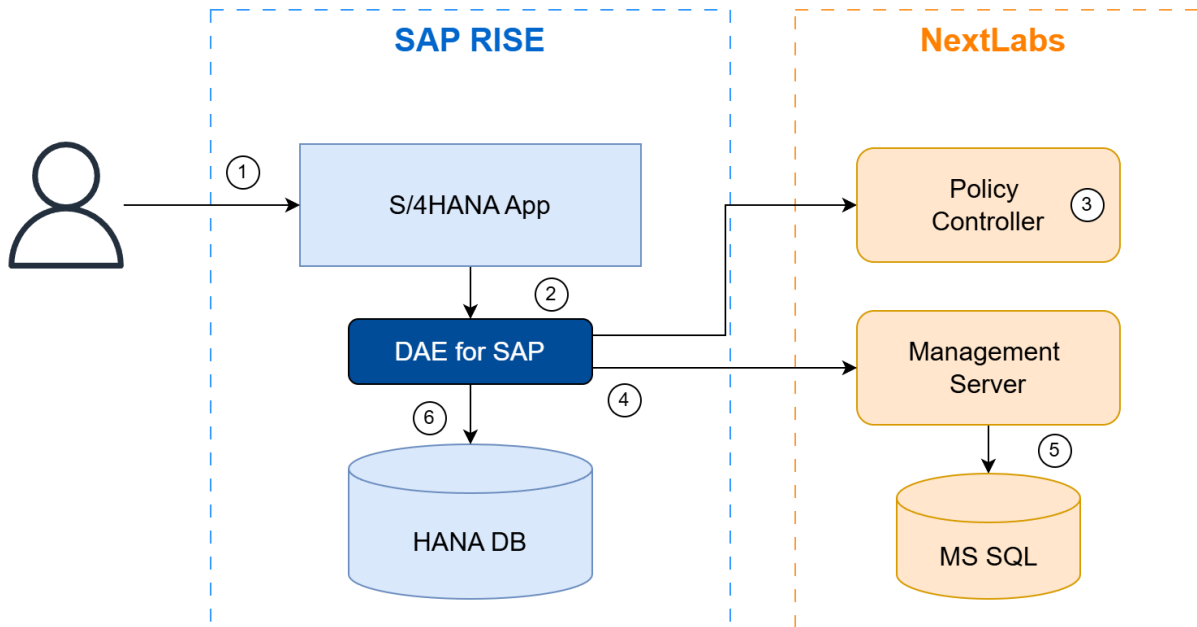 SAP RISE
NextLabs
1
S/4HANA App
Policy
Controller
3
2
DAE for SAP
Management
Server
4
6
5
HANA DB
MS SQL